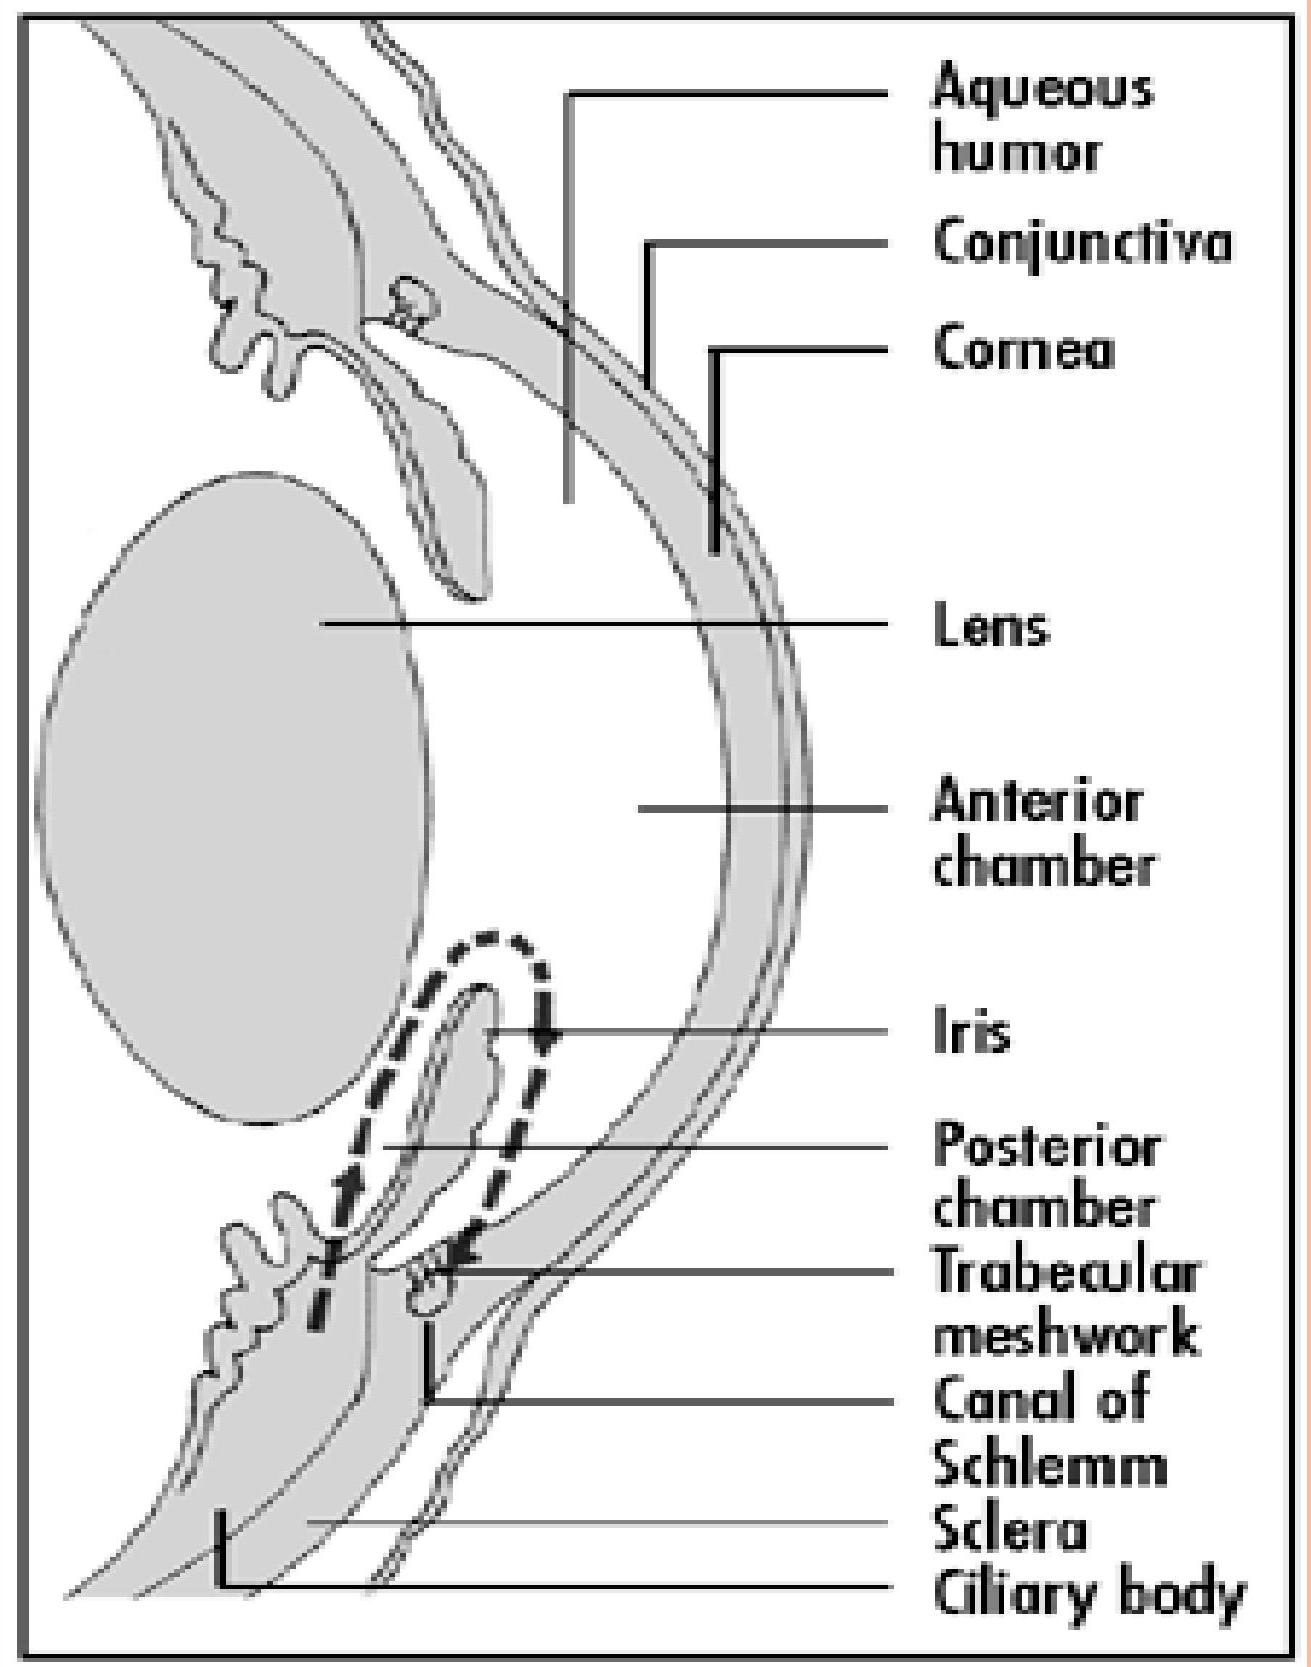 Aqueous
humor
Conjunctiva
Cornea
Lens
Anterior
chamber
Iris
Posterior
chamber
Trabecular
meshwork
Canal of
Schlemm
Sclera
Ciliary body